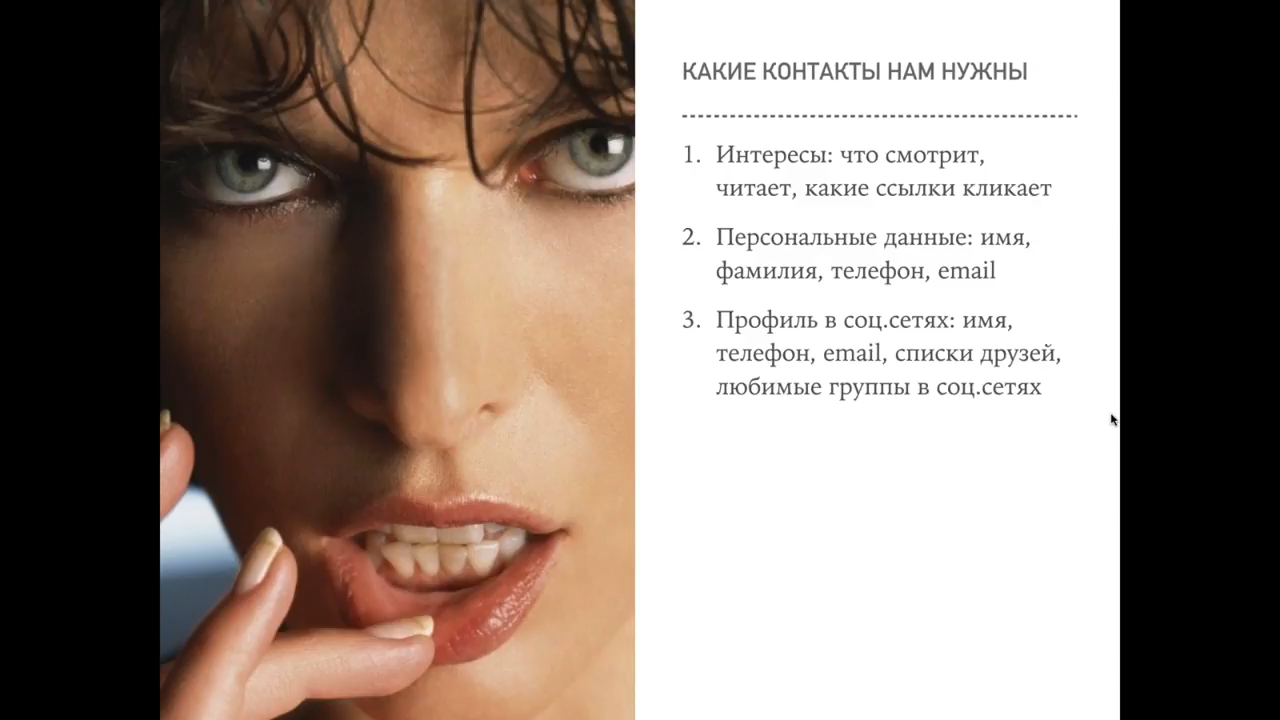 КАКИЕ КОНТАКТЫ НАМ НУЖНЫ
1. Интересы: что смотрит,
читает, какие ссылки кликает
2. Персональные данные: имя,
фамилия, телефон, email
3. Профиль в соц.сетях: имя,
телефон, email, списки друзей,
любимые группы в соц.сетях